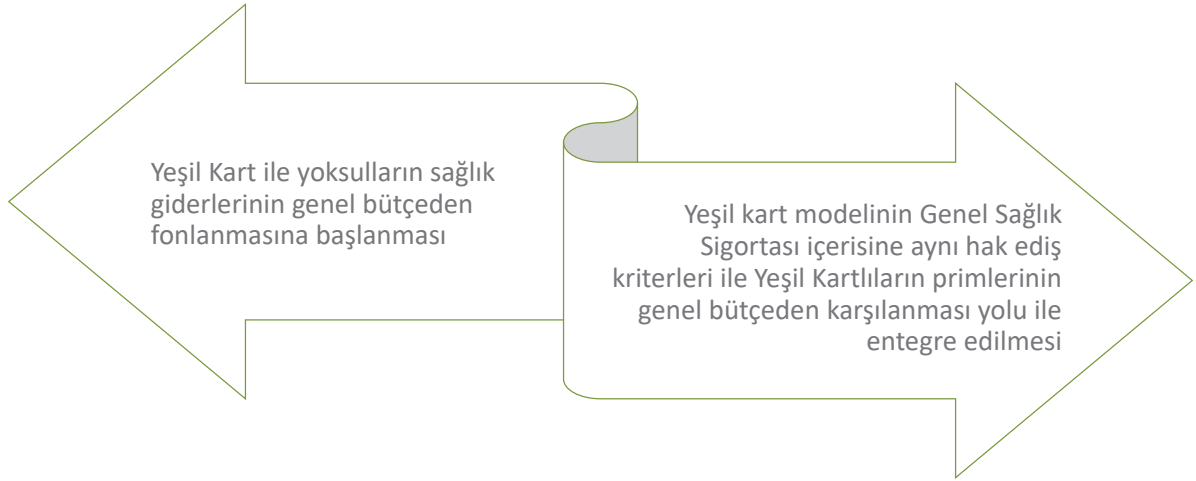 Yeşil Kart ile yoksulların sağlık
giderlerinin genel bütçeden
fonlanmasına başlanması
Yeşil kart modelinin Genel Sağlık
Sigortası içerisine aynı hak ediş
kriterleri ile Yeşil Kartlıların primlerinin
genel bütçeden karşılanması yolu ile
entegre edilmesi